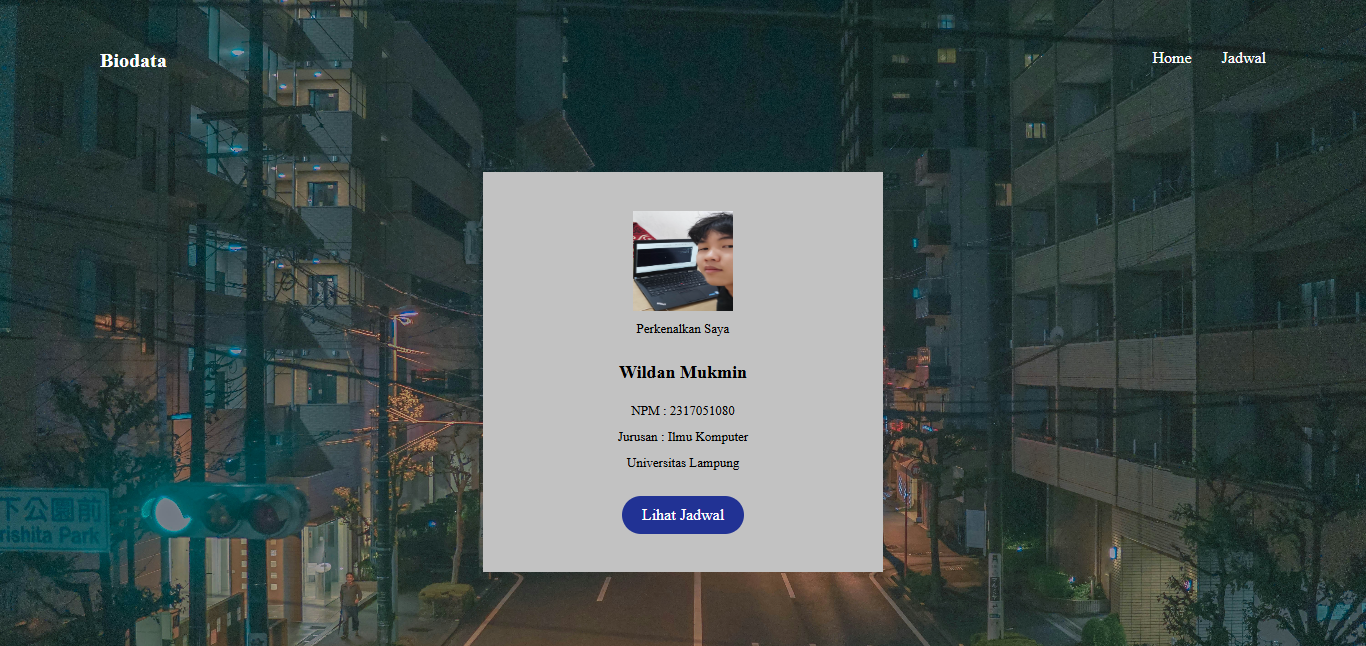 Biodata
Home Jadwal
Perkenalkan Saya
Wildan Mukmin
NPM : 2317051080
Jurusan : Ilmu Komputer
Universitas Lampung
下公園前
rishita Park
Lihat Jadwal